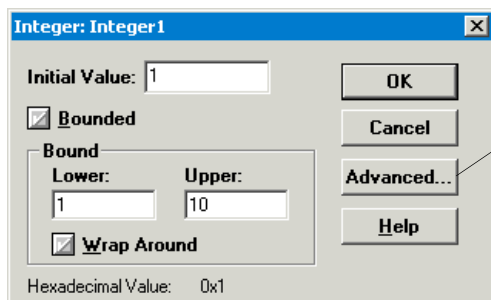 Integer: Integer1
Initial Value: 1
OK
Bounded
Cancel
Bound
Lower: Upper:
Advanced...
1 10
Help
Wrap Around
Hexadecimal Value: 0x1